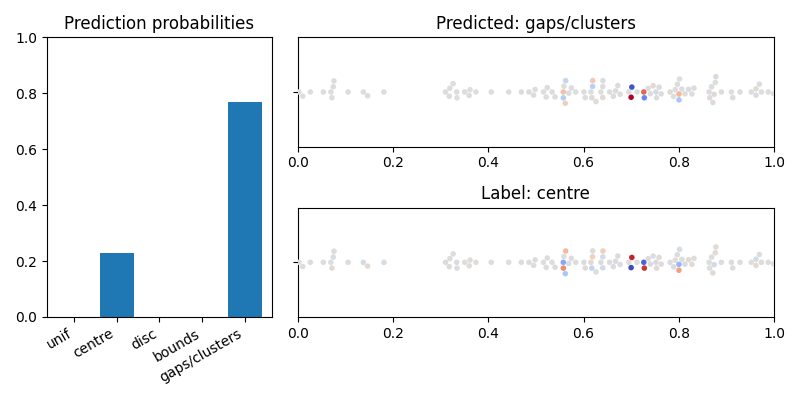 Prediction probabilities
1.0
0.8
0.6
0.4
0.2
0.0
unif
centre
disc
bounds
gaps/clusters
Predicted: gaps/clusters
0.0 0.2 0.4 0.6 0.8 1.0
Label: centre
0.0 0.2 0.4 0.6 0.8 1.0